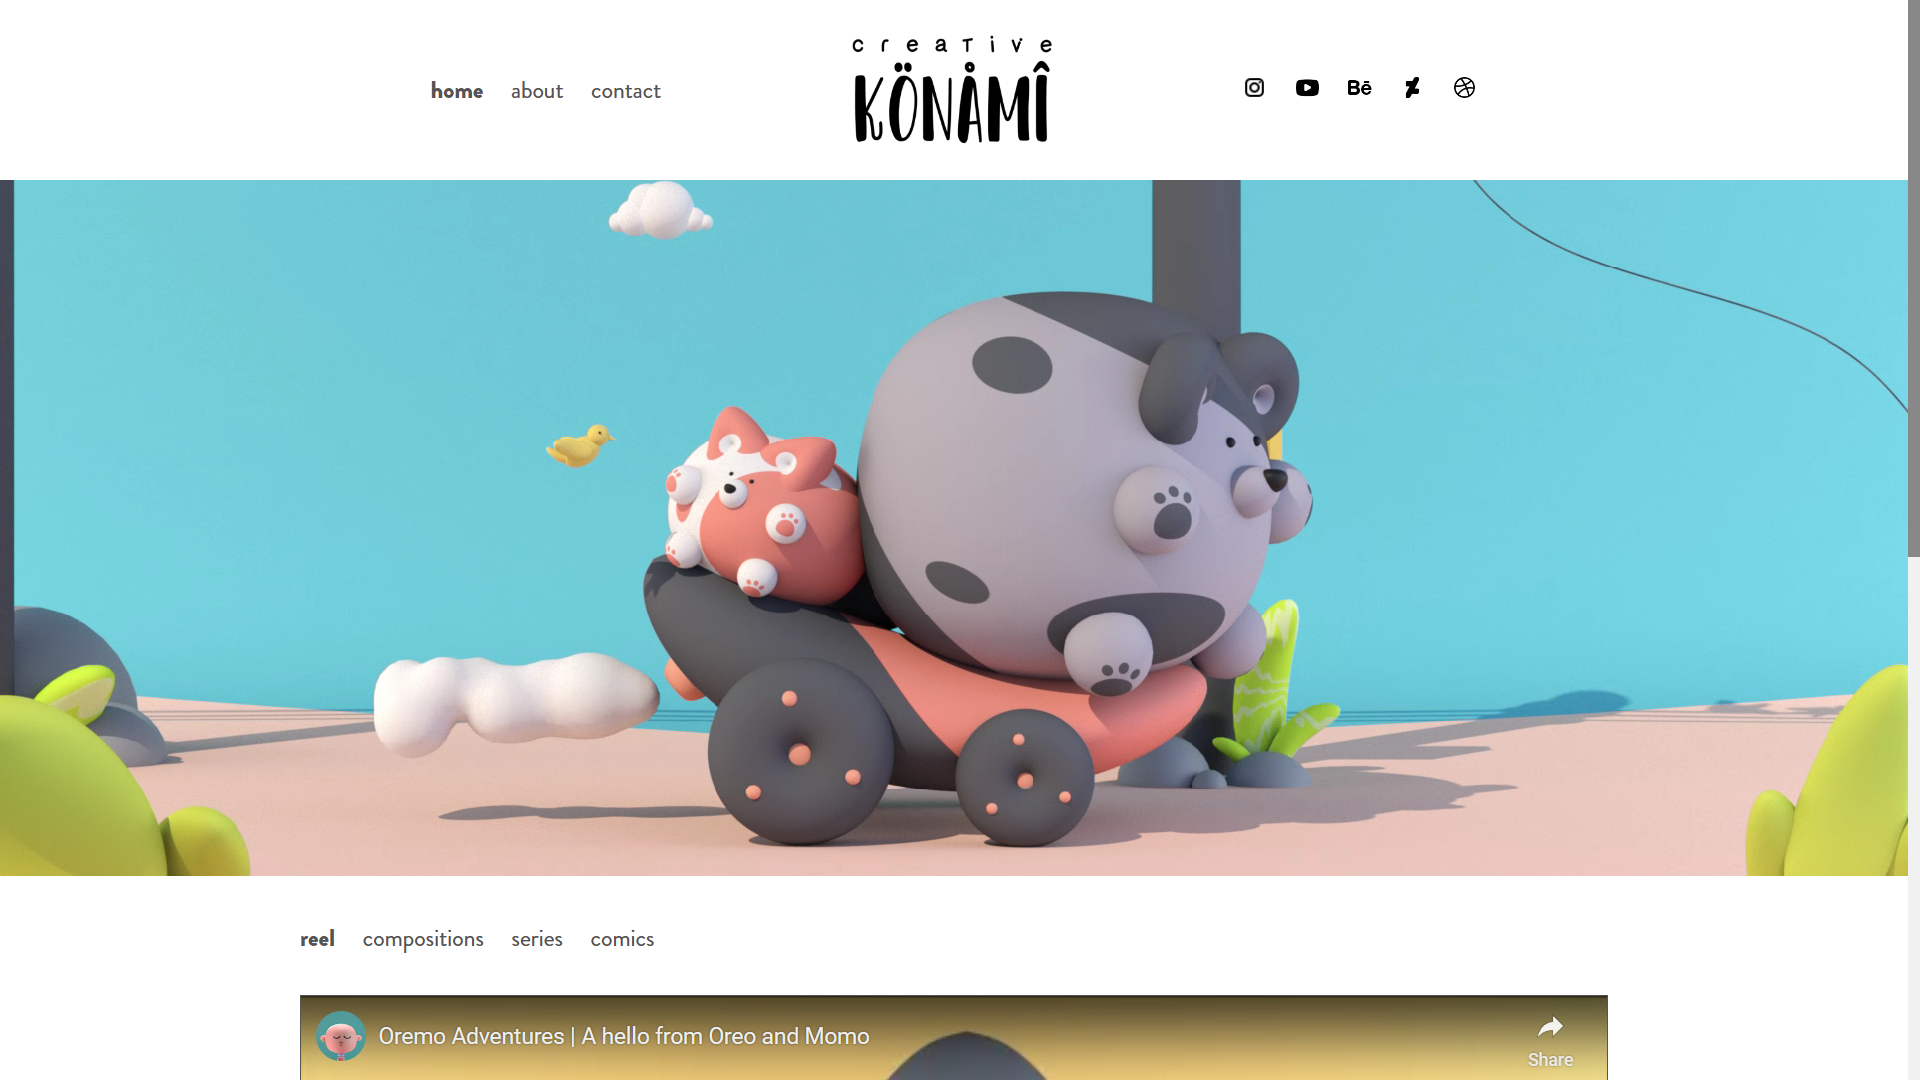 home about contact
creative
KÖNÅMÎ
Bē
reel compositions series comics
Oremo Adventures | A hello from Oreo and Momo
Share